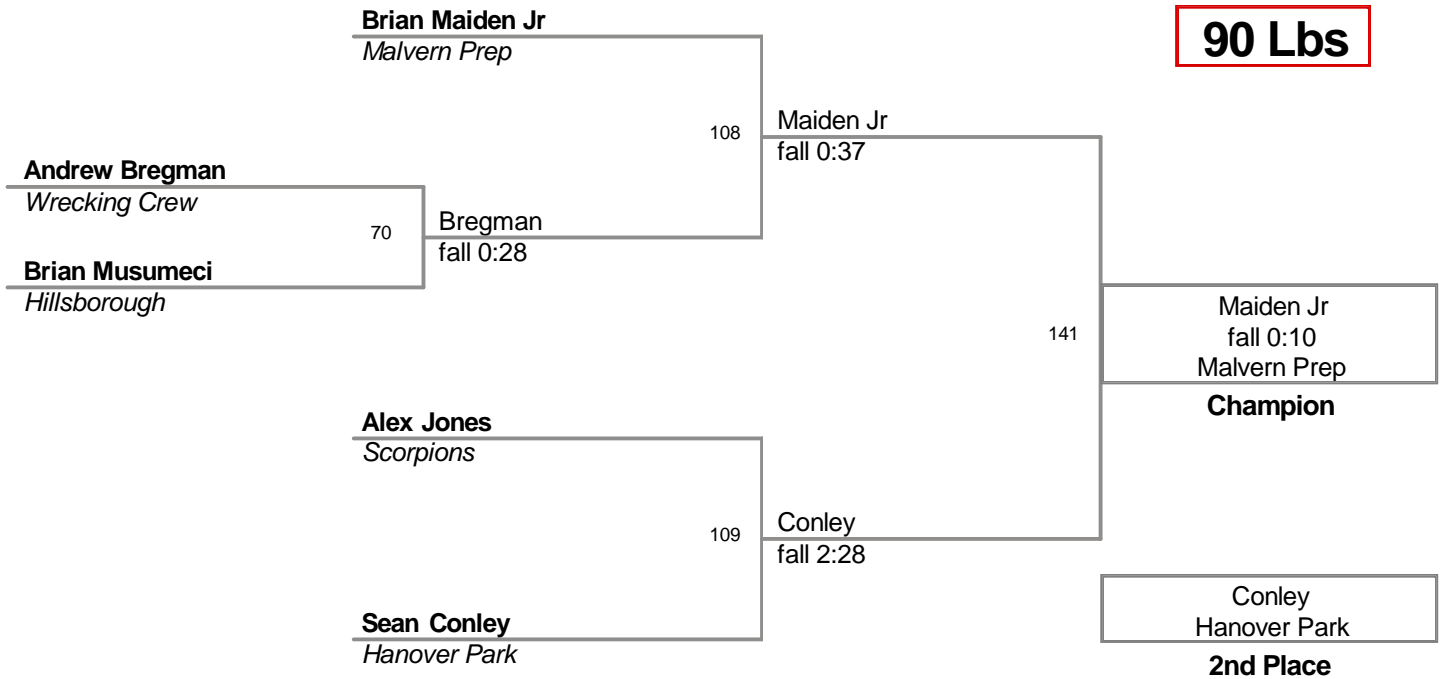 Brian Maiden Jr
Malvern Prep
90 Lbs
108
Maiden Jr
fall 0:37
Andrew Bregman
Wrecking Crew
70
Bregman
fall 0:28
Brian Musumeci
Hillsborough
141
Maiden Jr
fall 0:10
Malvern Prep
Champion
Alex Jones
Scorpions
109
Conley
fall 2:28
Sean Conley
Hanover Park
Conley
Hanover Park
2nd Place